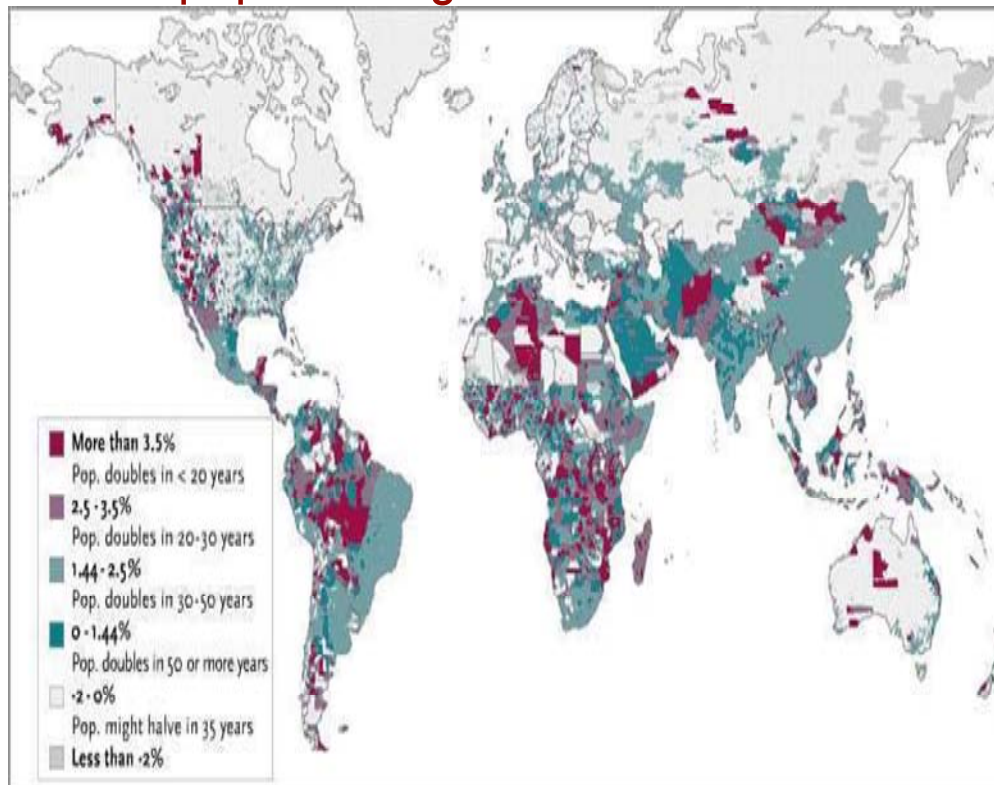 More than 3.5%
Pop. doubles in < 20 years
2.5 - 3.5%
Pop. doubles in 20-30 years
1.44 - 2.5%
Pop. doubles in 30-50 years
0 - 1.44%
Pop. doubles in 50 or more years
-2 - 0%
Pop. might halve in 35 years
Less than -2%